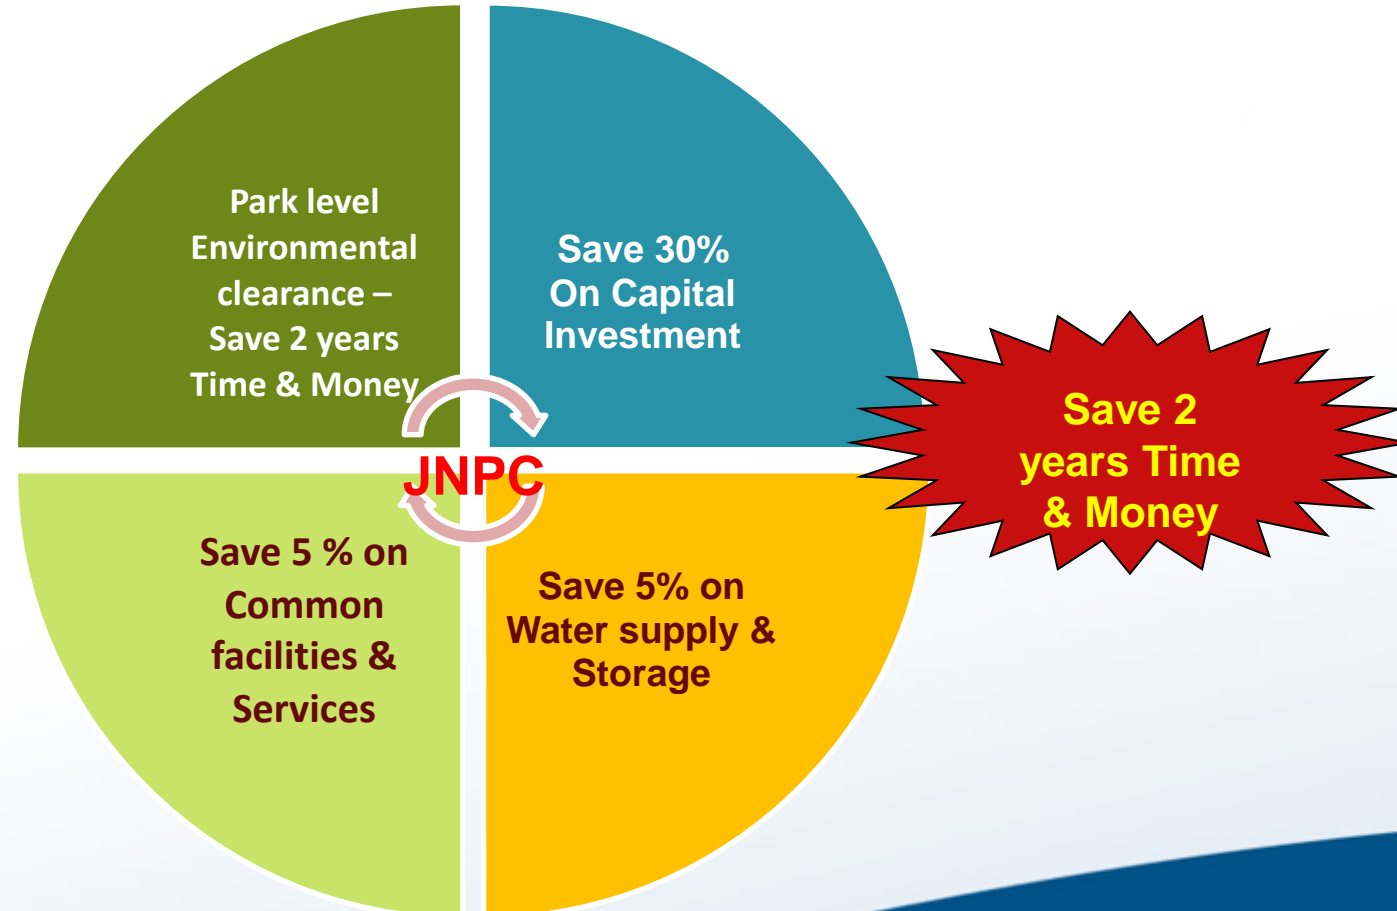 Park level
Environmental
clearance –
Save 2 years
Time & Money
Save 30%
On Capital
Investment
Save 2
years Time
& Money
JNPC
Save 5 % on
Common
facilities &
Services
Save 5% on
Water supply &
Storage